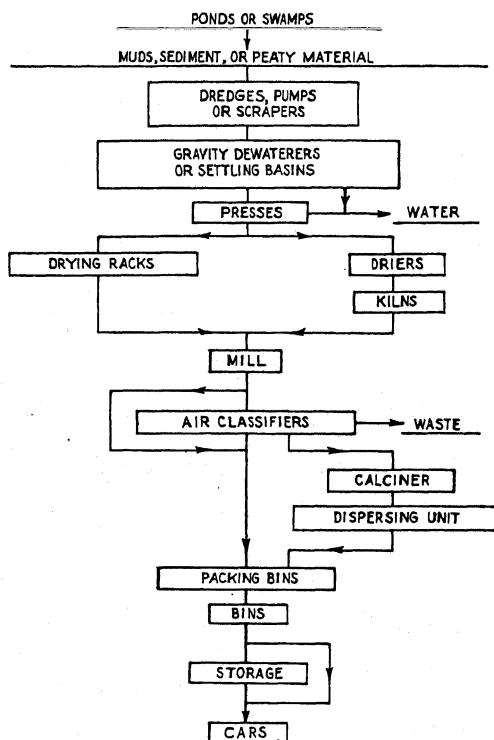 PONDS OR SWAMPS
MUDS, SEDIMENT, OR PEATY MATERIAL
DREDGES, PUMPS
OR SCRAPERS
GRAVITY DEWATERERS
OR SETTLING BASINS
PRESSES
WATER
DRYING RACKS
DRIERS
KILNS
MILL
AIR CLASSIFIERS
WASTE
CALCINER
DISPERSING UNIT
PACKING BINS
BINS
STORAGE
CARS